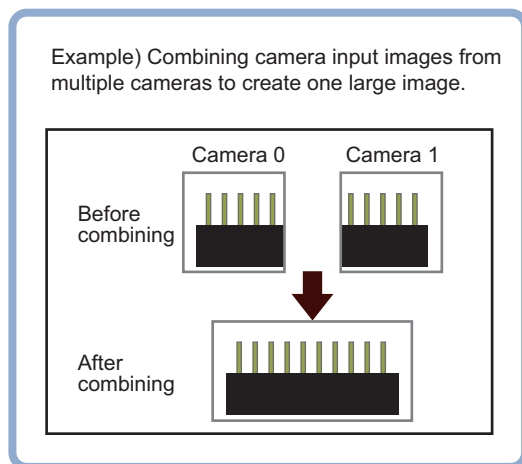 Example) Combining camera input images from
multiple cameras to create one large image.
Camera 0 Camera 1
Before
combining
After
combining